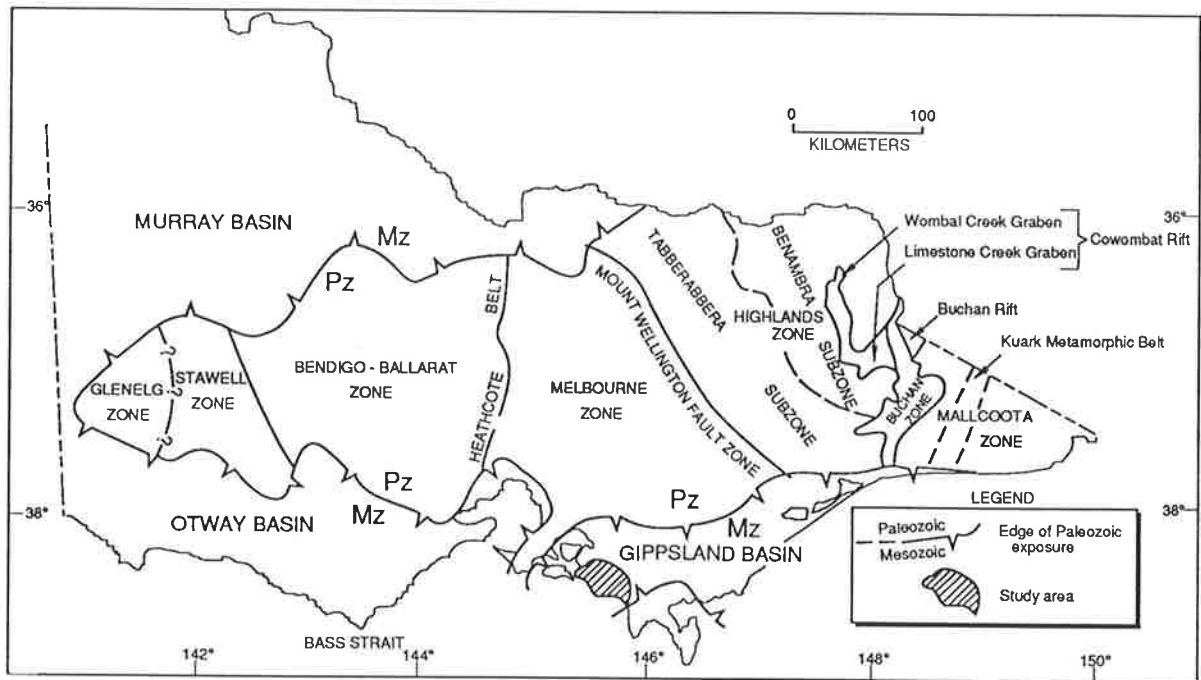 0 100
KILOMETERS
36°
36°
MURRAY BASIN
Mz
Pz
Wombal Creek Graben
Limestone Creek Graben
Cowombat Rift
Buchan Rift
Kuark Metamorphic Belt
TABBERABBERA
SUBZONE
BENAMBRA
SUBZONE
HIGHLANDS
ZONE
MOUNT WELLINGTON FAULT ZONE
HEATHCOTE BELT
GLENELG
ZONE
STAWELL
ZONE
?
?
?
BENDIGO - BALLARAT
ZONE
MELBOURNE
ZONE
BUCHAN
ZONE
MALLCOOTA
ZONE
38°
38°
OTWAY BASIN
Pz
Mz
Pz
Mz
GIPPSLAND BASIN
BASS STRAIT
LEGEND
Paleozoic
Mesozoic
Edge of Paleozoic
exposure
Study area
142°
144°
146°
148°
150°